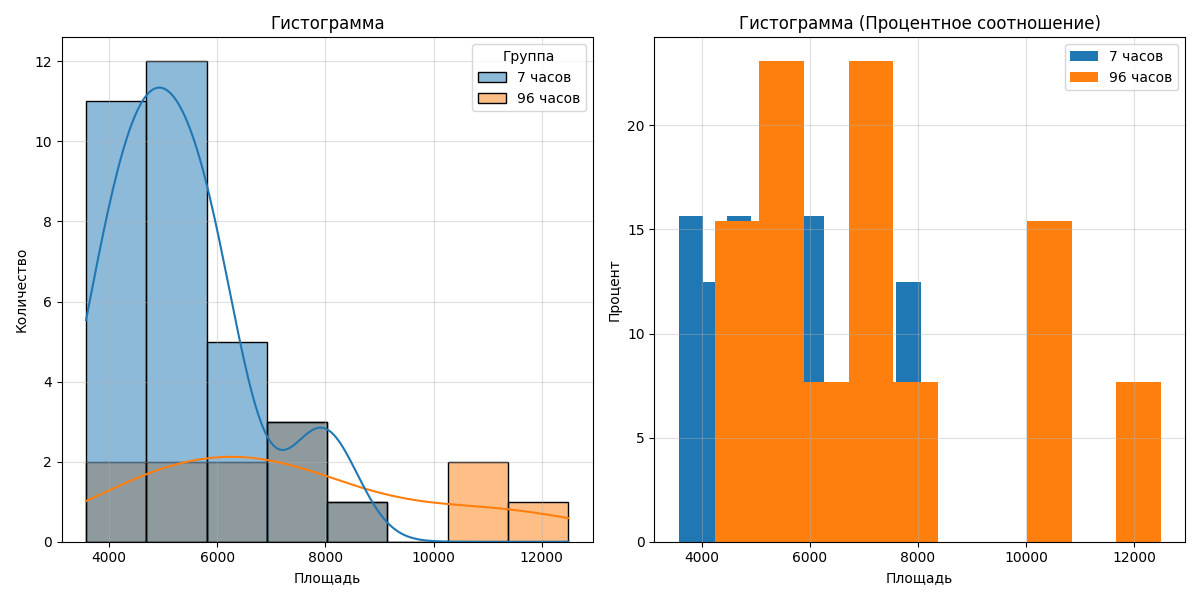 Гистограмма
Количество
12
10
8
6
4
2
0
4000
6000
8000
10000
12000
Площадь
Группа
7 часов
96 часов
Гистограмма (Процентное соотношение)
Процент
20
15
10
5
0
4000
6000
8000
10000
12000
Площадь
7 часов
96 часов